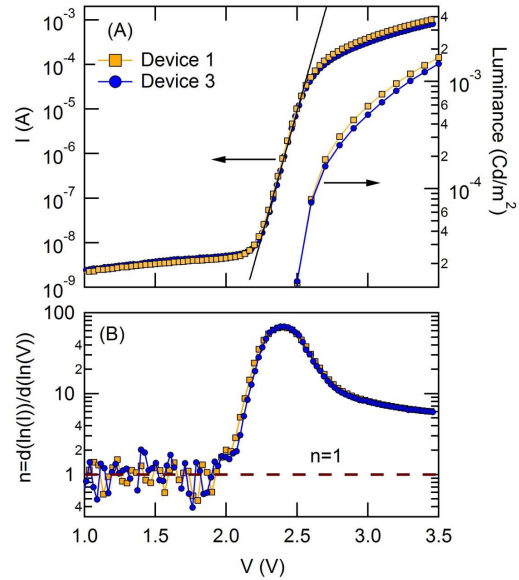 (A)
Device 1
Device 3
I (A)
10⁻³
10⁻⁴
10⁻⁵
10⁻⁶
10⁻⁷
10⁻⁸
10⁻⁹
Luminance (Cd/m²)
4
2
10⁻³
6
4
2
10⁻⁴
6
4
2
(B)
n=d(ln(I))/d(ln(V)
100
4
2
10
6
4
2
1
6
4
n=1
1.0 1.5 2.0 2.5 3.0 3.5
V (V)